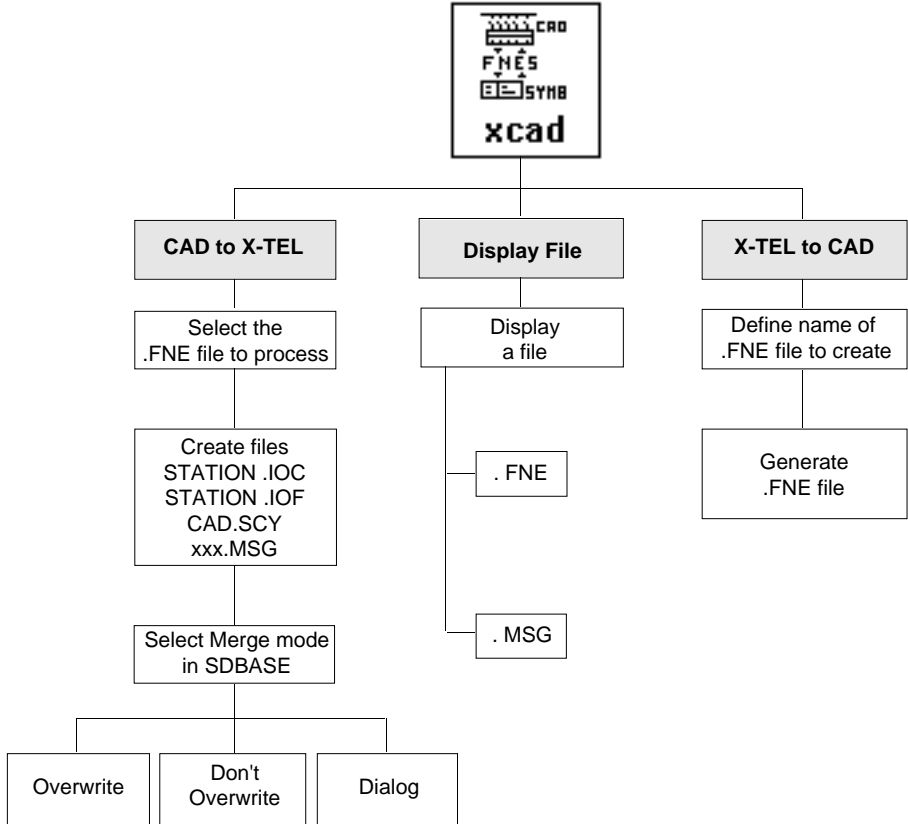 CAD
FNES
SYMB
xcad
CAD to X-TEL
Display File
X-TEL to CAD
Select the
.FNE file to process
Display
a file
Define name of
.FNE file to create
Create files
STATION .IOC
STATION .IOF
CAD.SCY
xxx.MSG
. FNE
Generate
.FNE file
. MSG
Select Merge mode
in SDBASE
Overwrite
Don't
Overwrite
Dialog